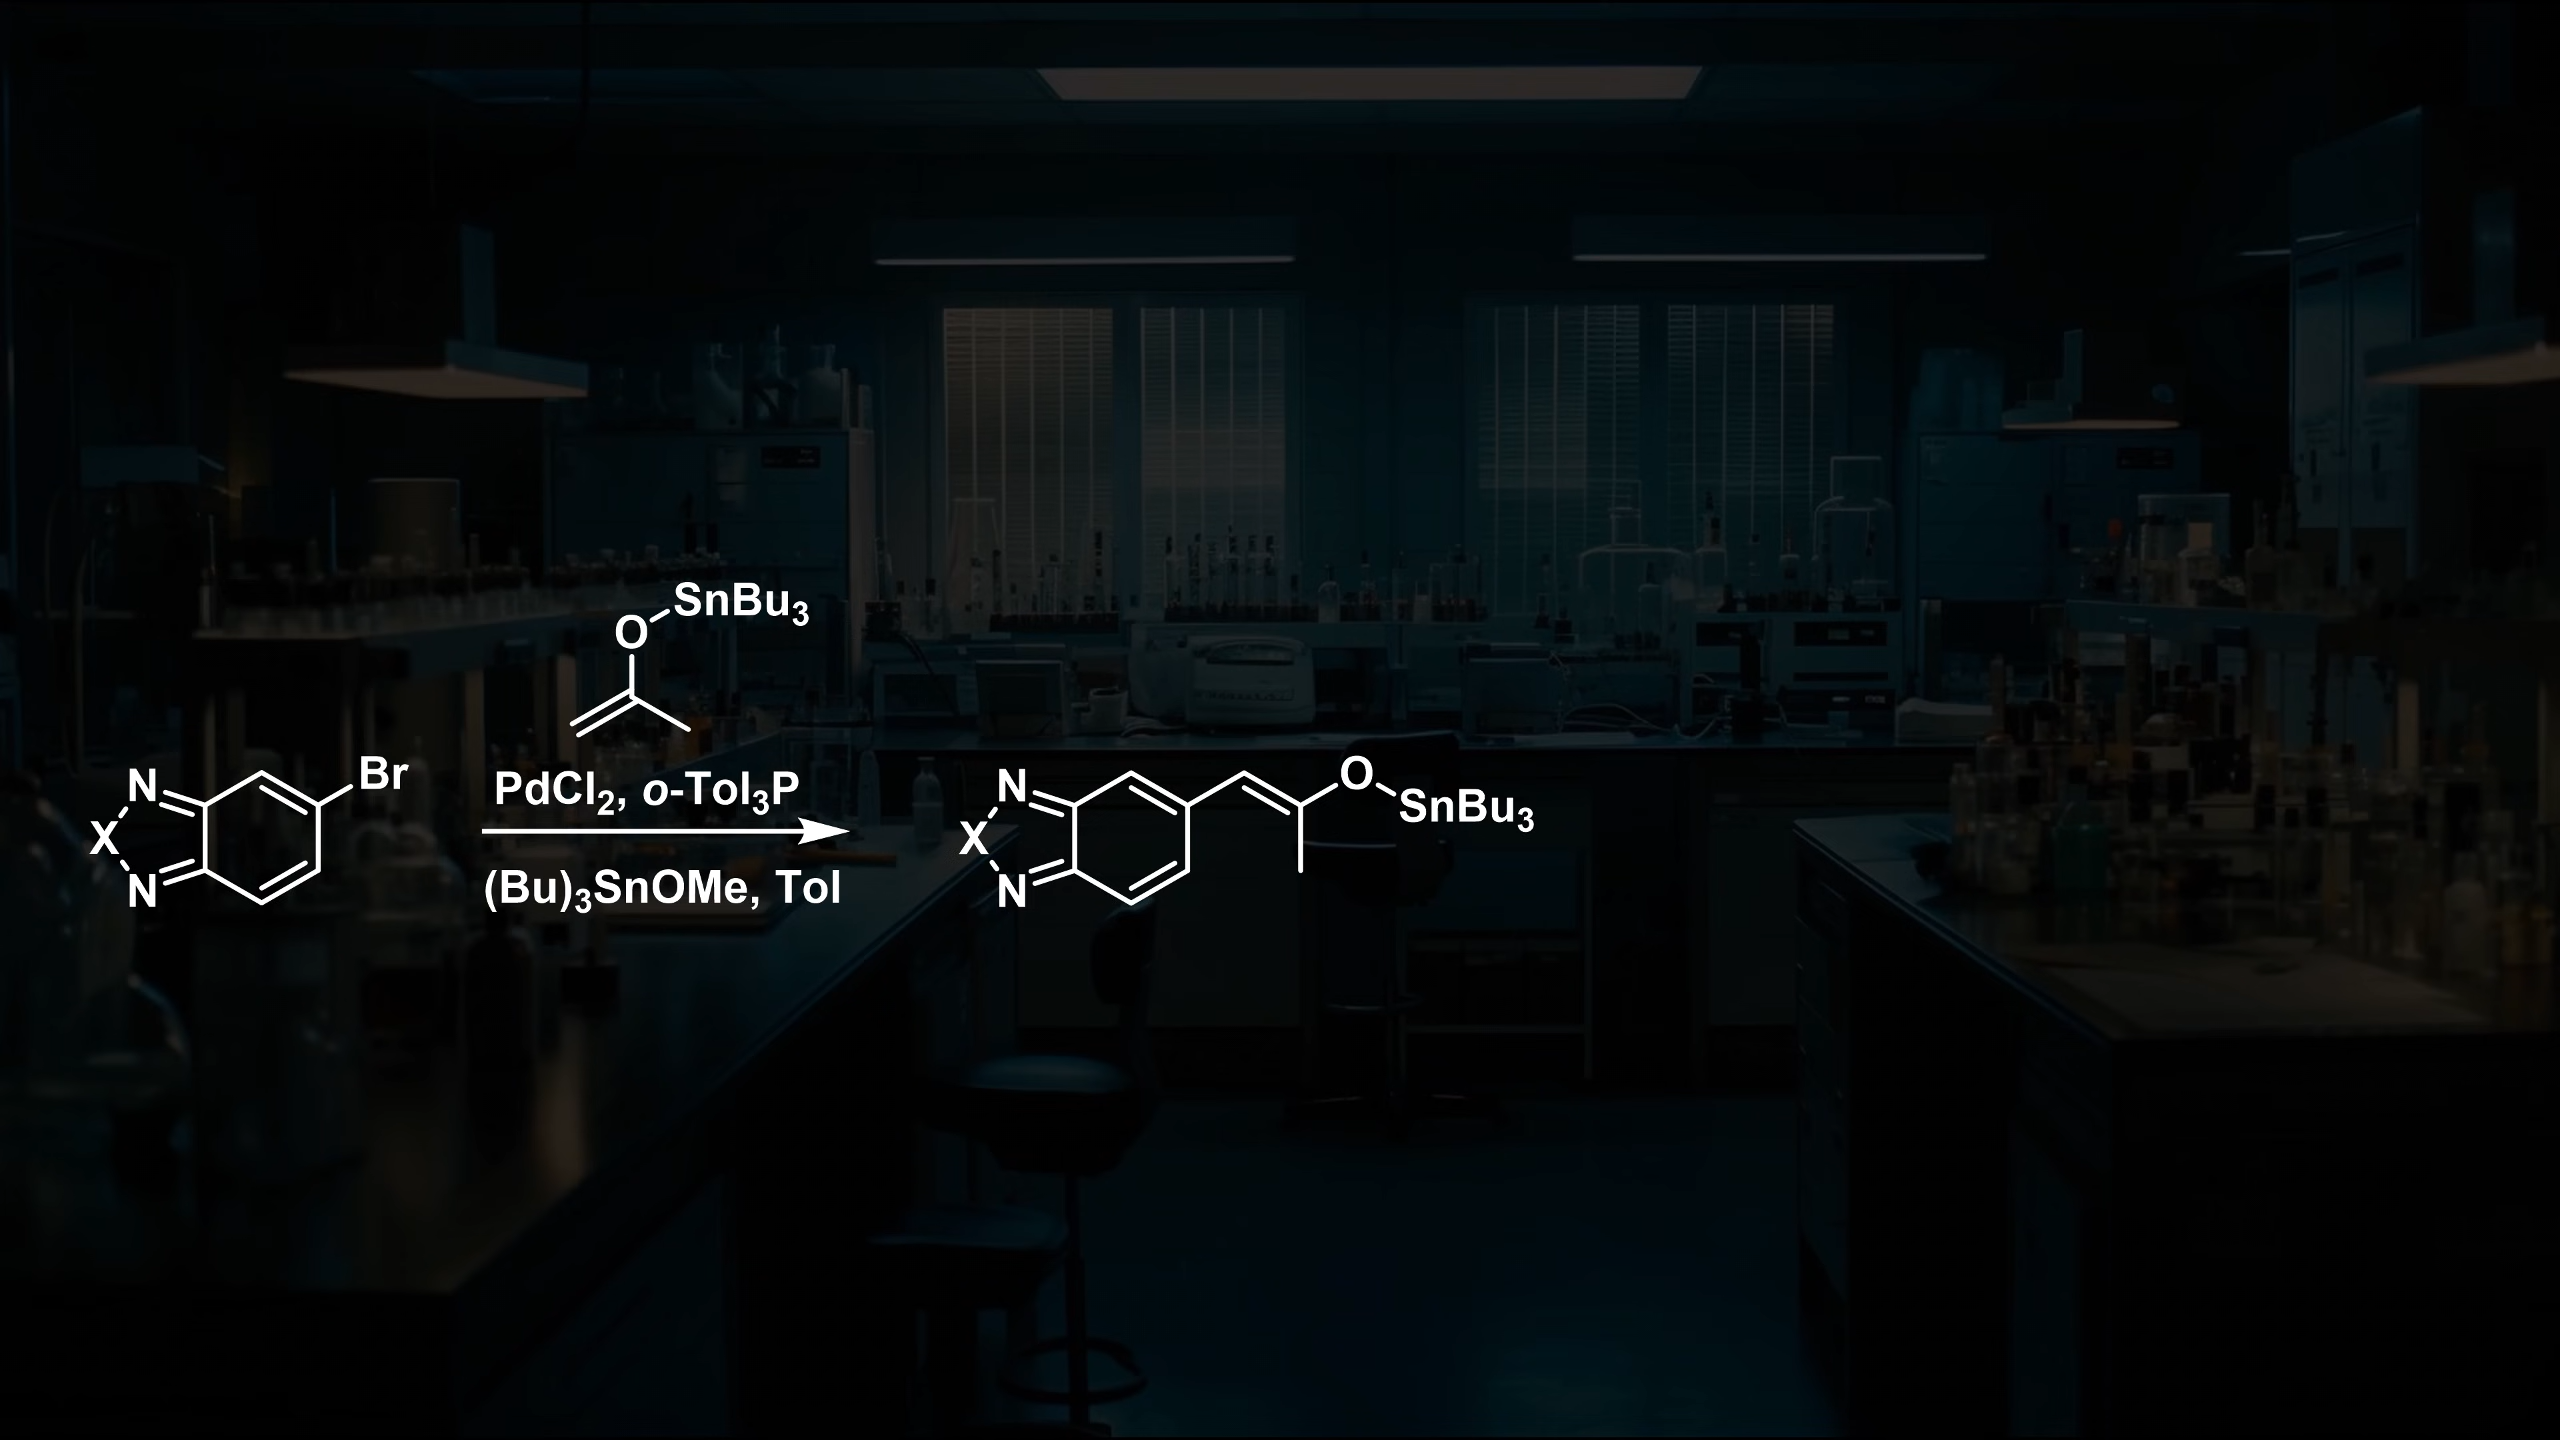 SnBu₃
O
Br
N
X
N
PdCl₂, o-Tol₃P
(Bu)₃SnOMe, Tol
N
X
N
O
SnBu₃